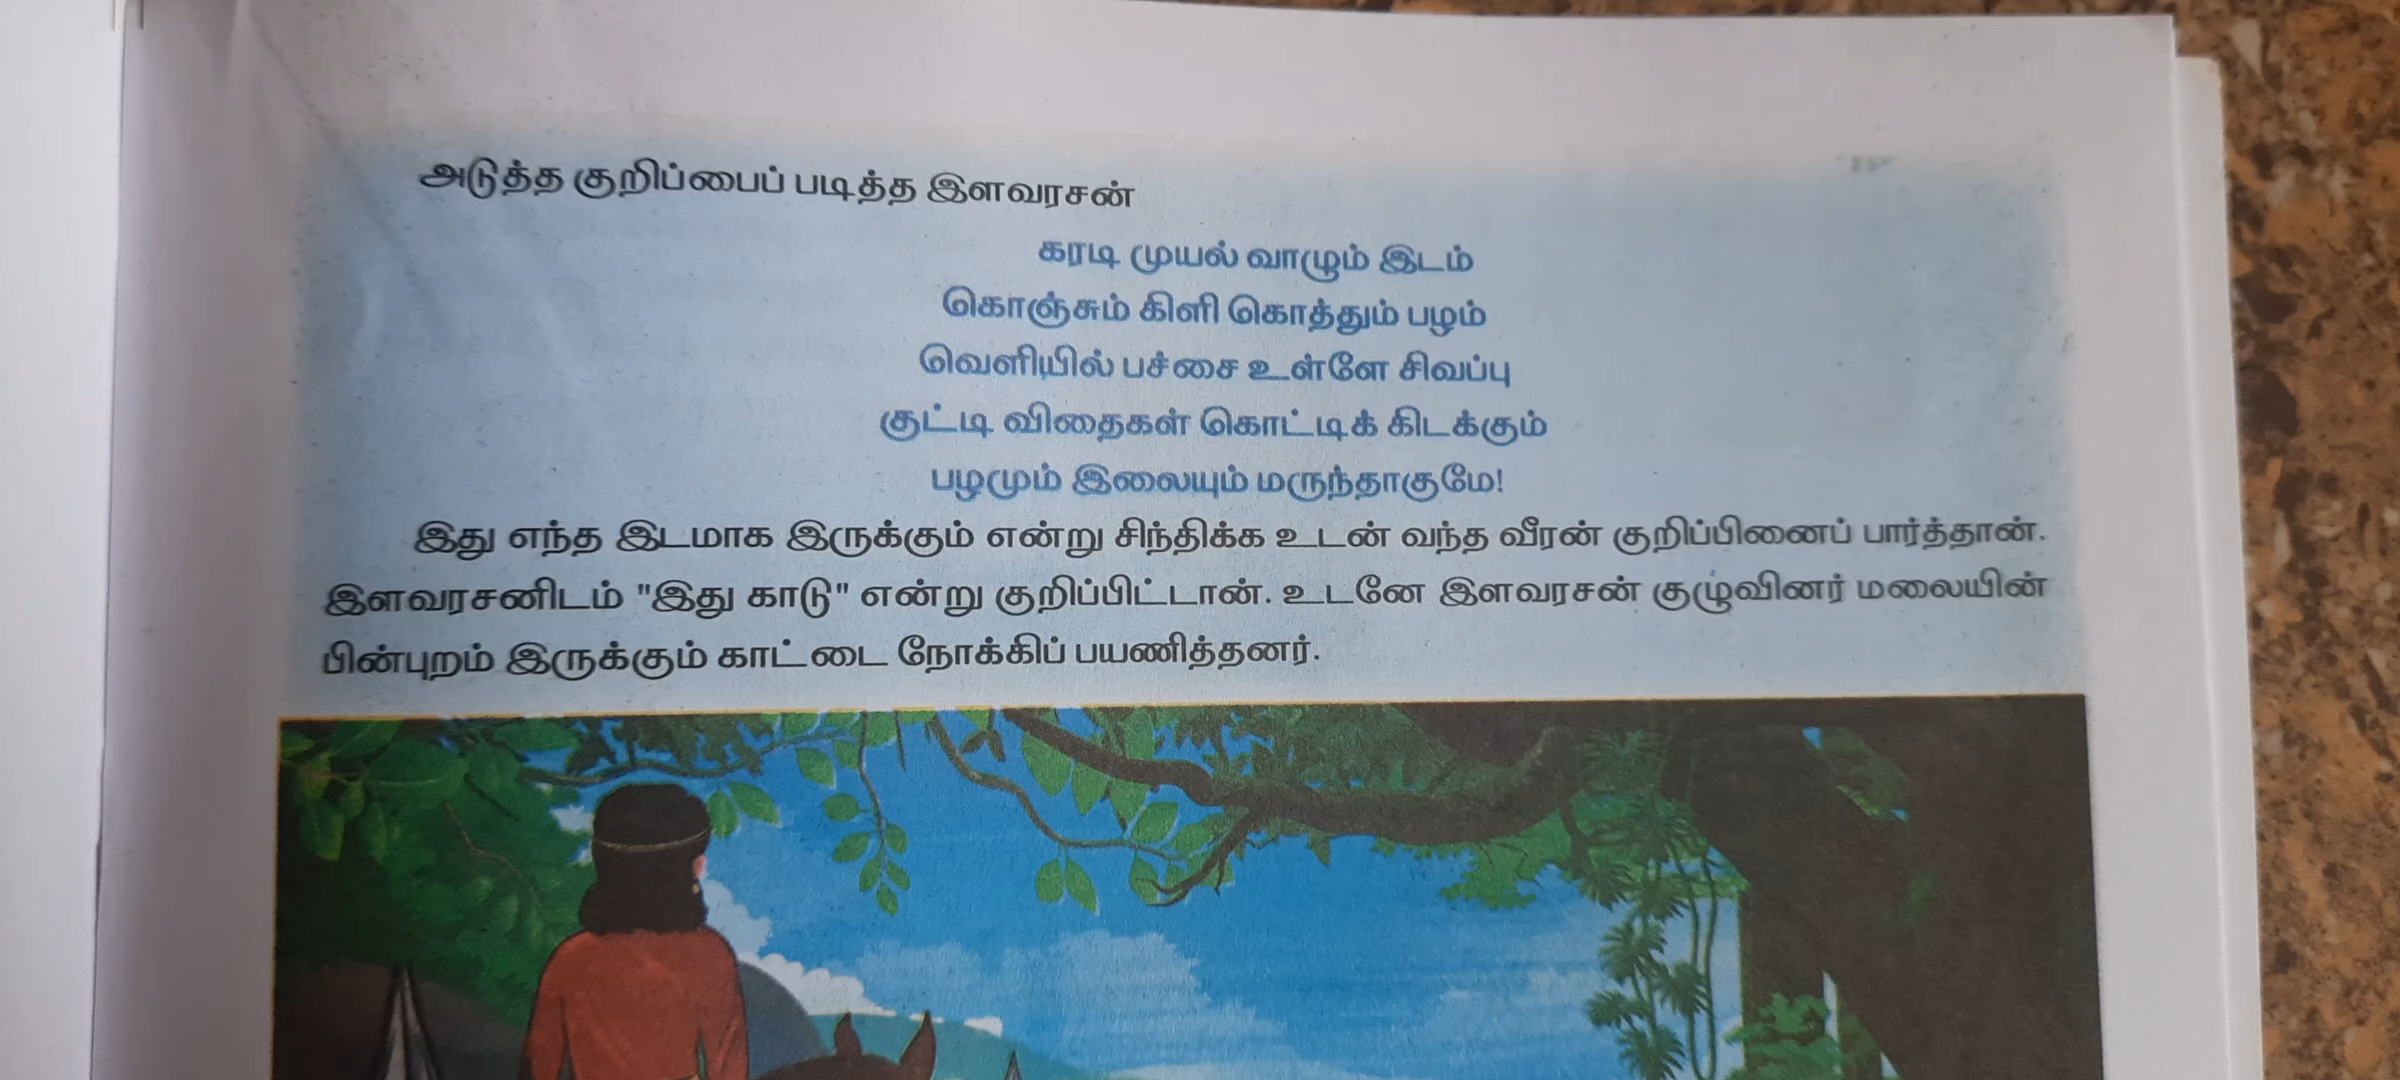 அடுத்த குறிப்பைப் படித்த இளவரசன்
கரடி முயல் வாழும் இடம்
கொஞ்சும் கிளி கொத்தும் பழம்
வெளியில் பச்சை உள்ளே சிவப்பு
குட்டி விதைகள் கொட்டிக் கிடக்கும்
பழமும் இலையும் மருந்தாகுமே!
இது எந்த இடமாக இருக்கும் என்று சிந்திக்க உடன் வந்த வீரன் குறிப்பினைப் பார்த்தான்.
இளவரசனிடம் "இது காடு" என்று குறிப்பிட்டான். உடனே இளவரசன் குழுவினர் மலையின்
பின்புறம் இருக்கும் காட்டை நோக்கிப் பயணித்தனர்.